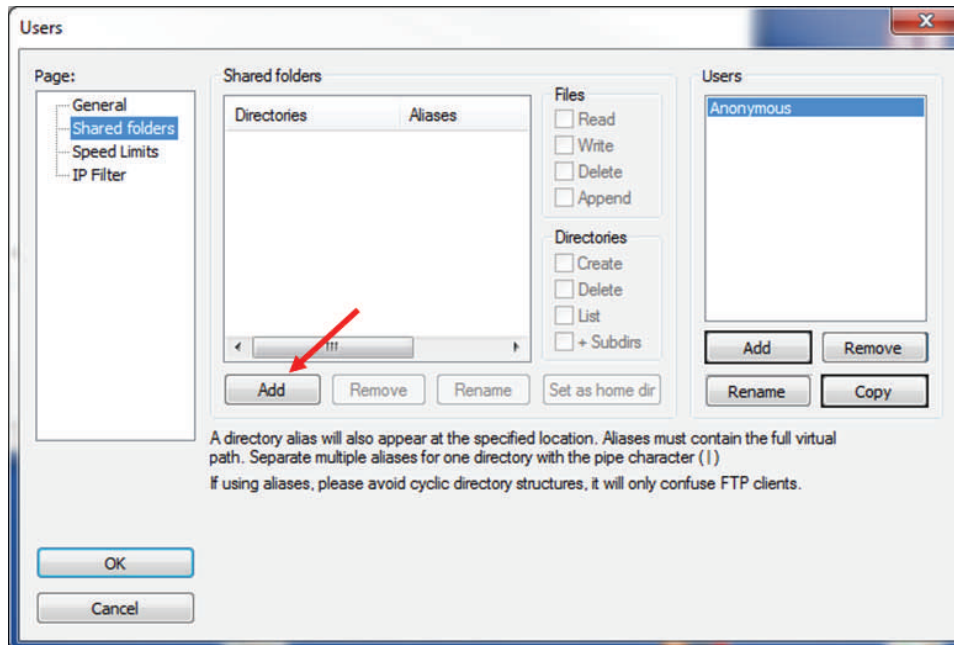 Users
Page:
General
Shared folders
Speed Limits
IP Filter
Shared folders
Directories Aliases
Files
Read
Write
Delete
Append
Directories
Create
Delete
List
+ Subdirs
Add Remove Rename Set as home dir
Users
Anonymous
Add Remove
Rename Copy
A directory alias will also appear at the specified location. Aliases must contain the full virtual
path. Separate multiple aliases for one directory with the pipe character (|)
If using aliases, please avoid cyclic directory structures, it will only confuse FTP clients.
OK
Cancel